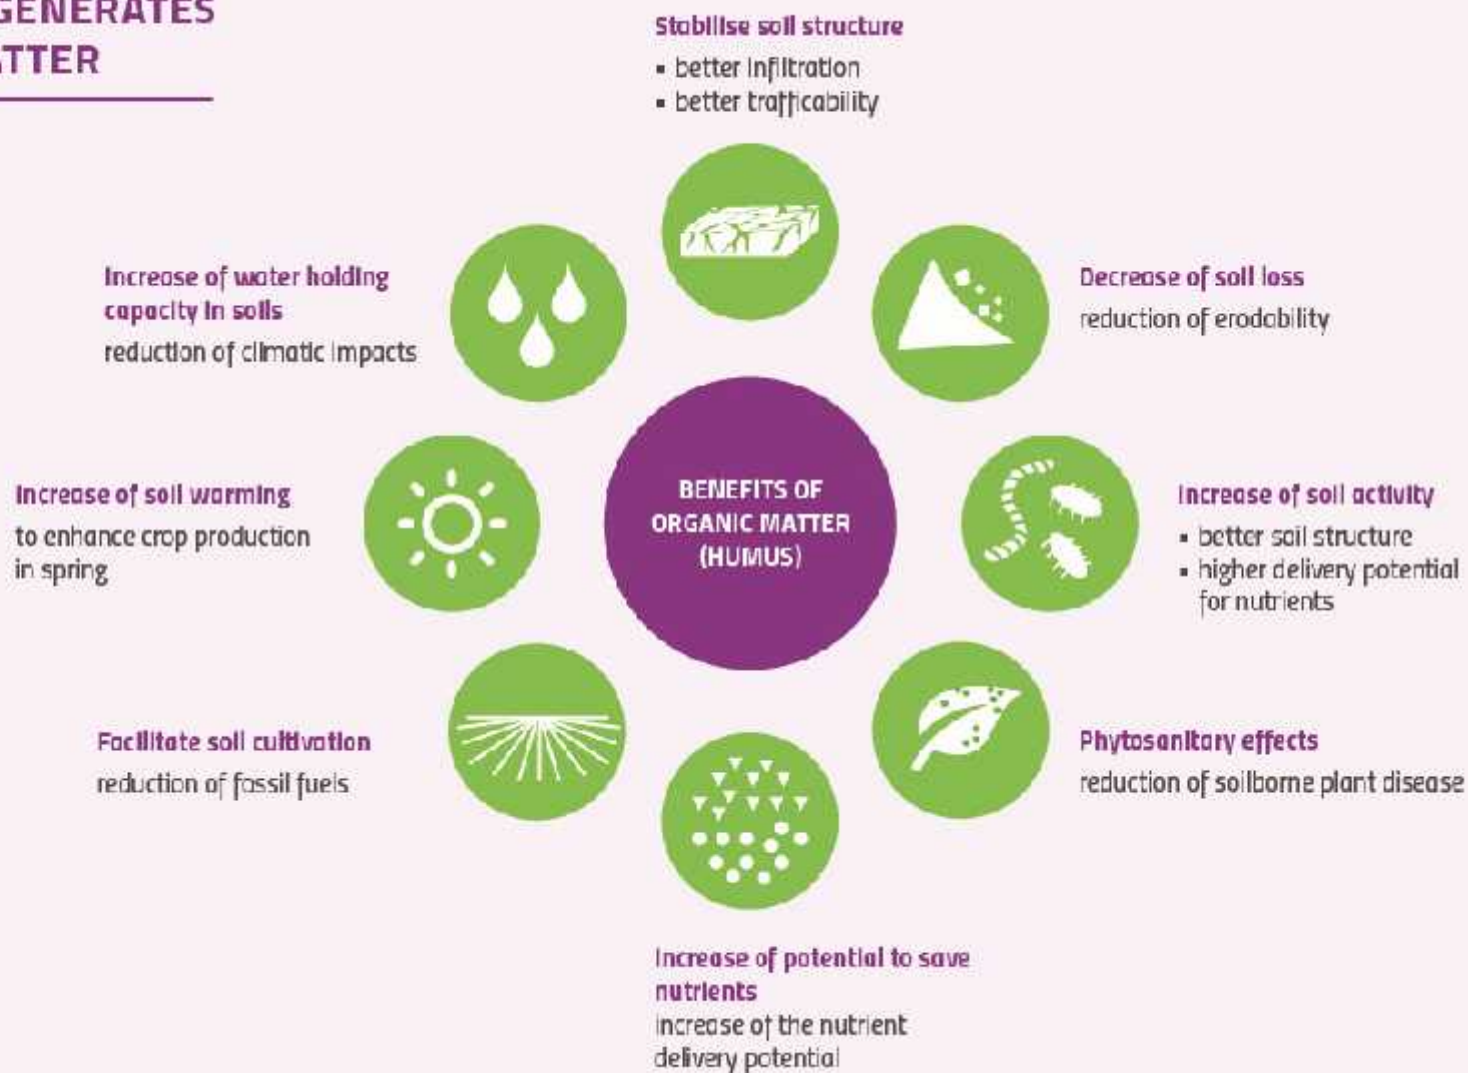 GENERATES
ATTER
Stabilise soil structure
▪ better infiltration
▪ better trafficability
Decrease of soil loss
reduction of erodability
Increase of soil activity
▪ better soil structure
▪ higher delivery potential
for nutrients
Phytosanitary effects
reduction of soilborne plant disease
Increase of potential to save
nutrients
increase of the nutrient
delivery potential
Facilitate soil cultivation
reduction of fossil fuels
Increase of soil warming
to enhance crop production
in spring
Increase of water holding
capacity in soils
reduction of climatic impacts
BENEFITS OF
ORGANIC MATTER
(HUMUS)